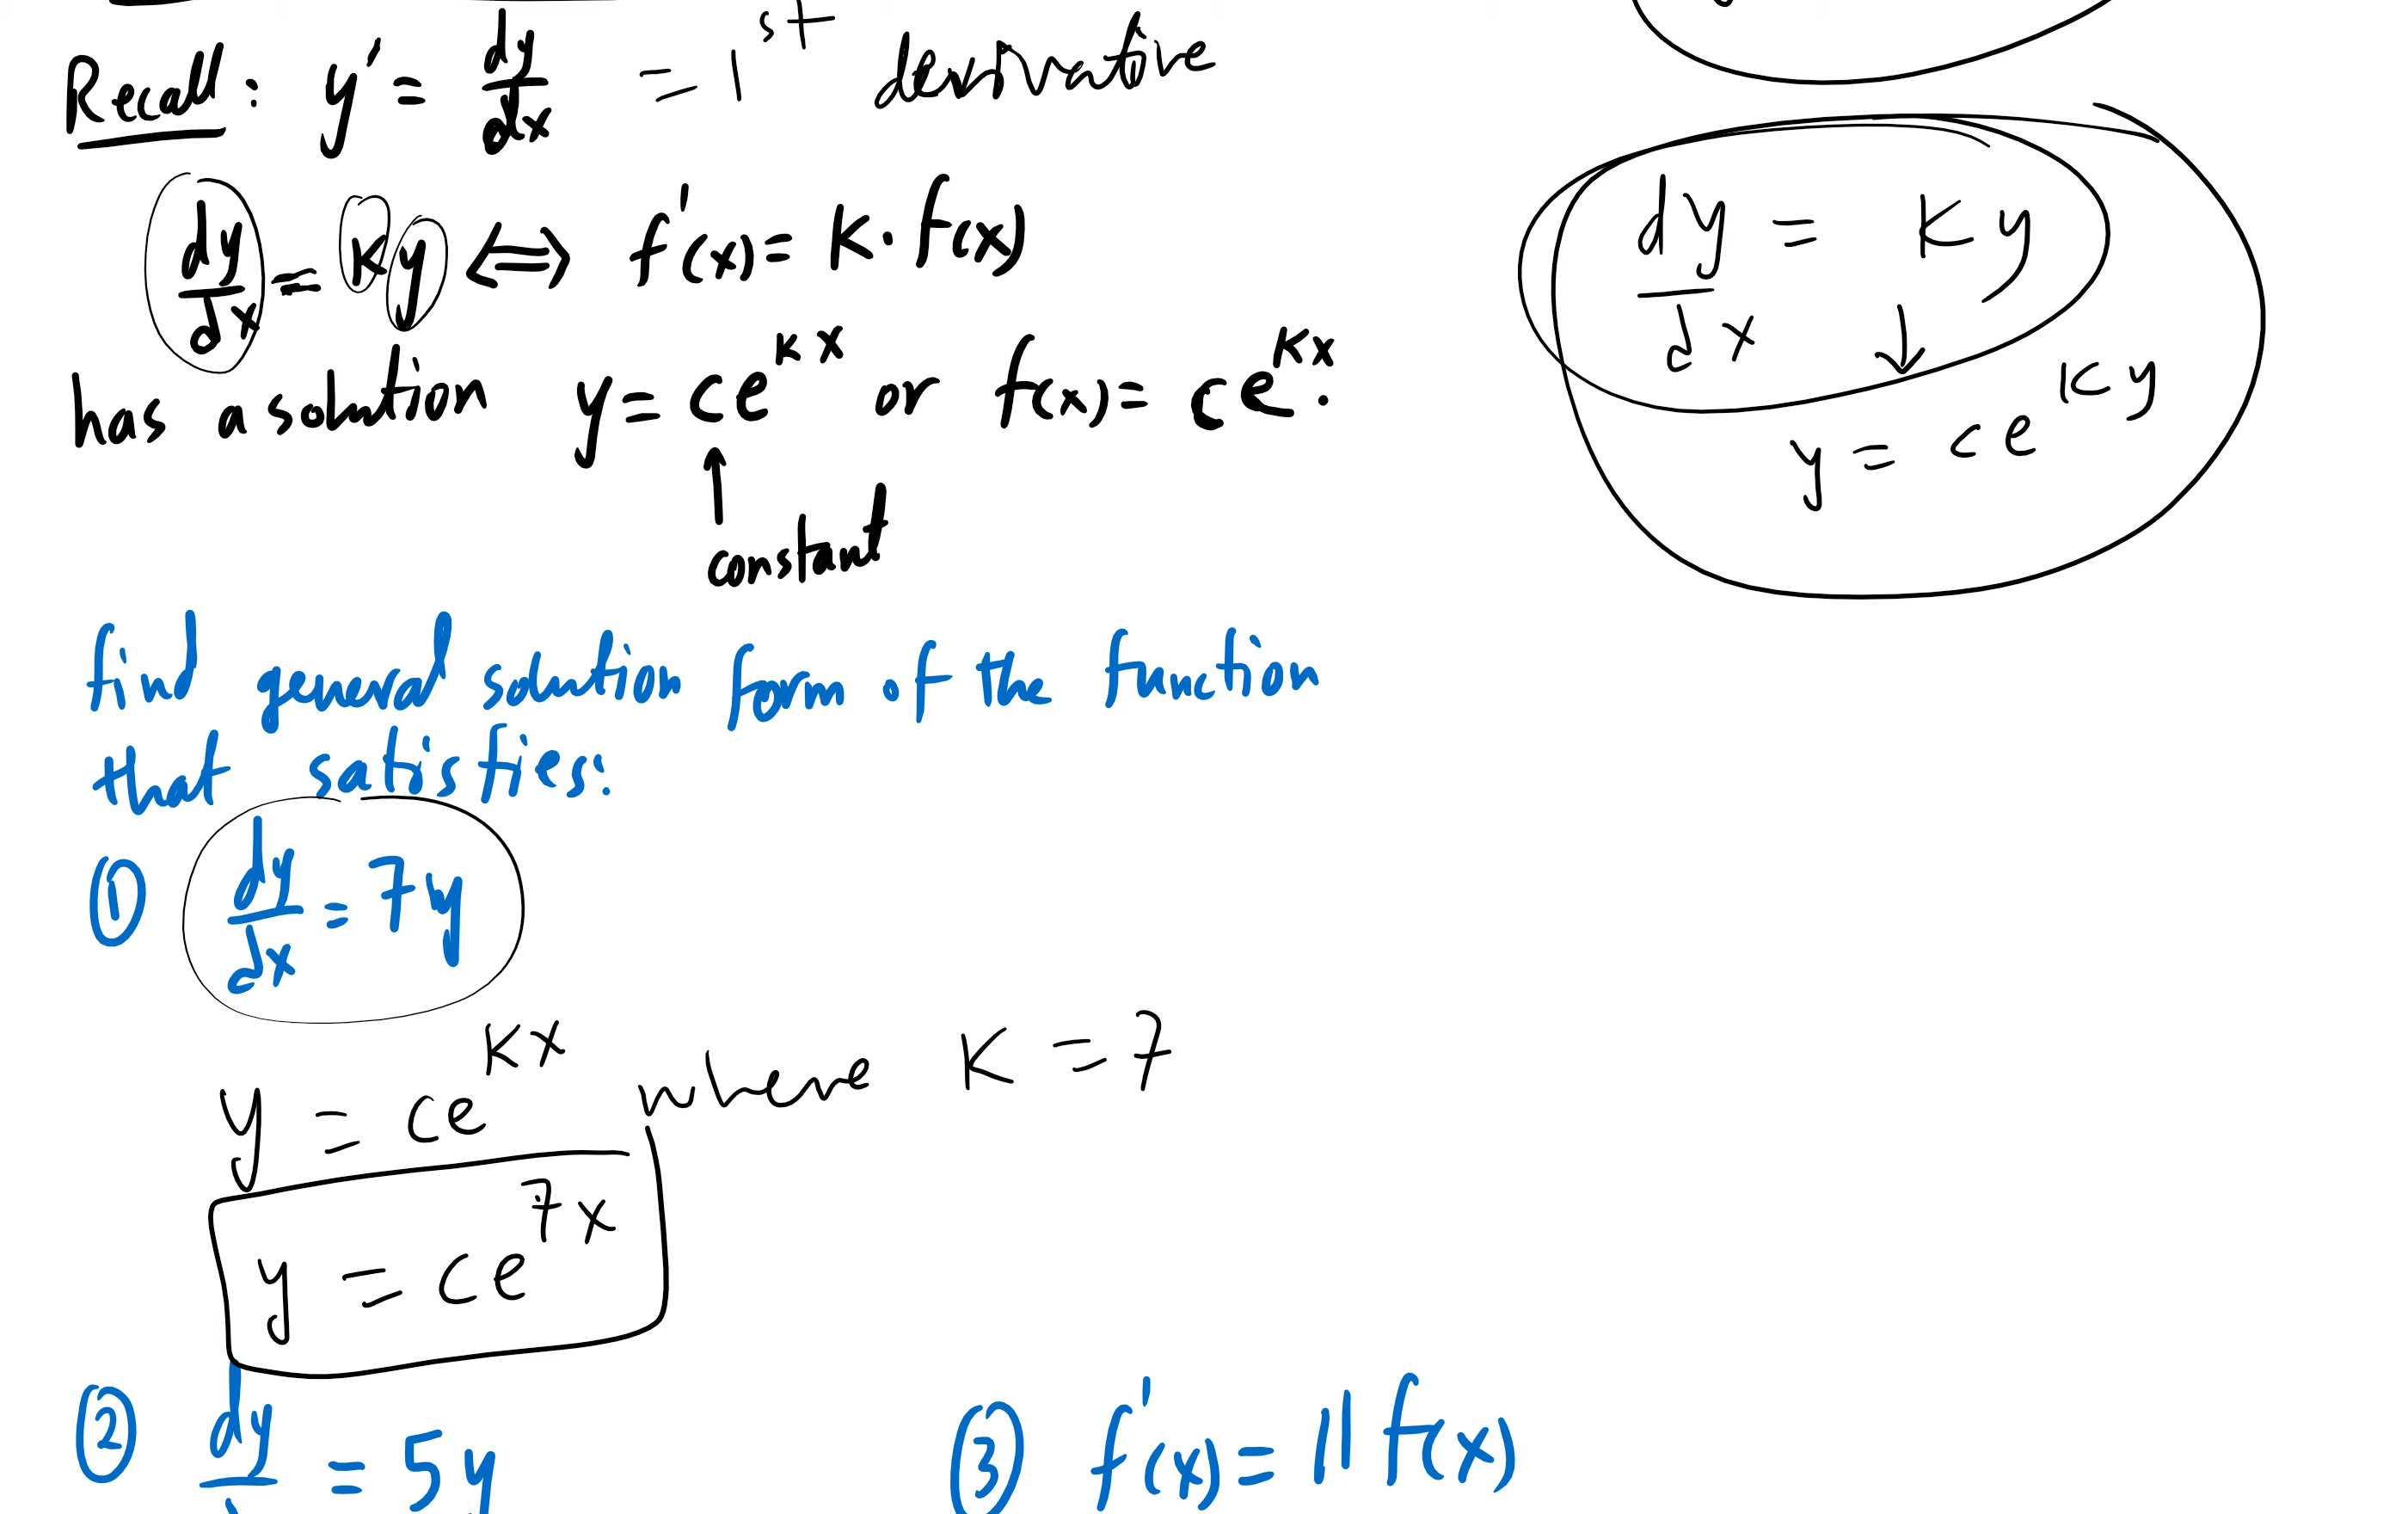 Recall: y' = dy/dx = 1st derivative
dy/dx = ky ⟺ f'(x) = k·f(x)
has a solution y = ce^{kx} or f(x) = ce^{kx}.
↑
constant
dy/dx = ky
↓
y = ce^{ky}
find general solution form of the function
that satisfies:
① dy/dx = 7y
y = ce^{kx} where k = 7
y = ce^{7x}
② dy/ = 5y
③ f'(x) = 11 f(x)